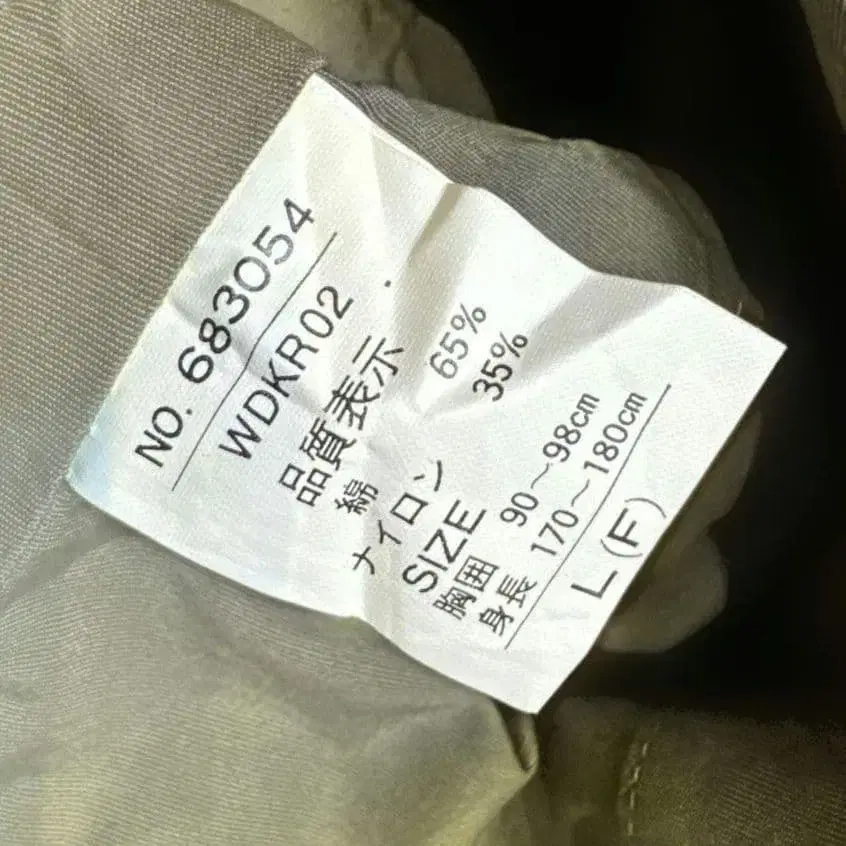 NO. 683054
WDKR02
品質表示
綿 65%
ナイロン 35%
SIZE
胸囲 90～98cm
身長 170～180cm
L (F)